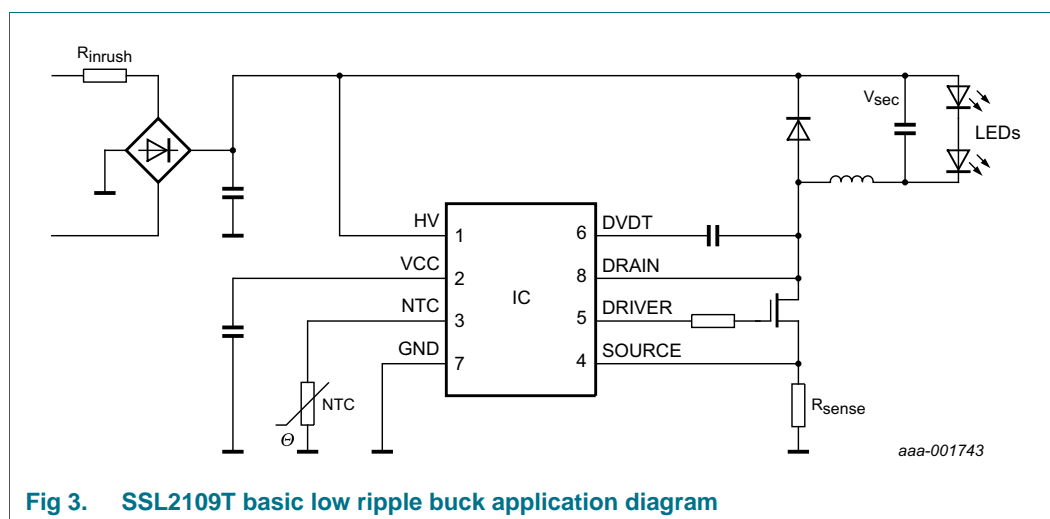 Rinrush
Vsec
LEDs
HV
1
VCC
2
NTC
3
GND
7
IC
6
DVDT
8
DRAIN
5
DRIVER
4
SOURCE
NTC
Θ
Rsense
aaa-001743
Fig 3. SSL2109T basic low ripple buck application diagram